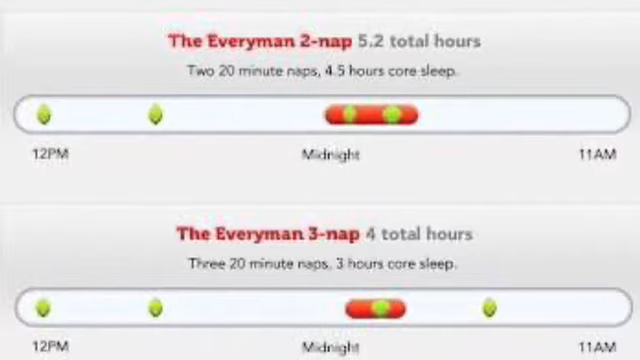 The Everyman 2-nap 5.2 total hours
Two 20 minute naps, 4.5 hours core sleep.
12PM Midnight 11AM
The Everyman 3-nap 4 total hours
Three 20 minute naps, 3 hours core sleep.
12PM Midnight 11AM